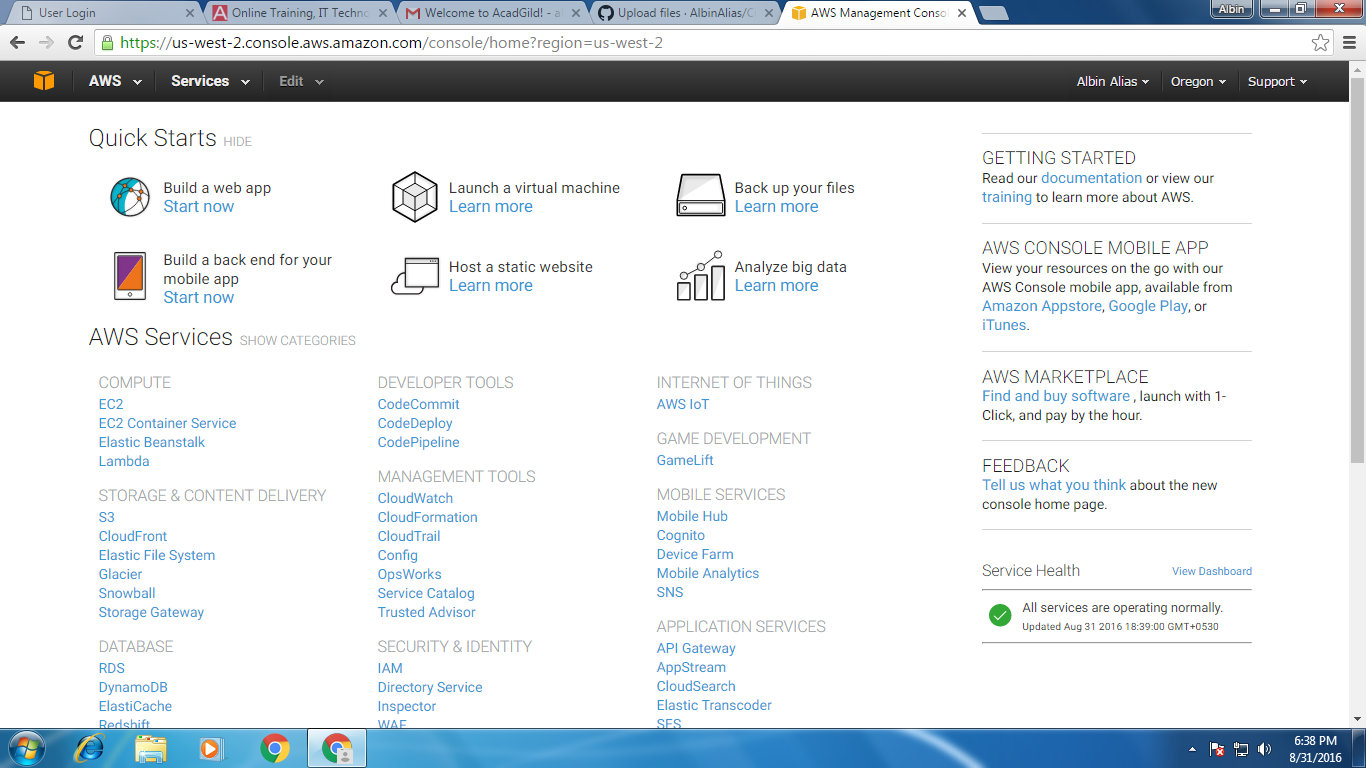 User Login
Online Training, IT Techno
Welcome to AcadGild! - al
Upload files · AlbinAlias/C
AWS Management Conso
Albin
https://us-west-2.console.aws.amazon.com/console/home?region=us-west-2
AWS Services Edit Albin Alias Oregon Support
Quick Starts HIDE
Build a web app
Start now
Launch a virtual machine
Learn more
Back up your files
Learn more
Build a back end for your
mobile app
Start now
Host a static website
Learn more
Analyze big data
Learn more
AWS Services SHOW CATEGORIES
COMPUTE
EC2
EC2 Container Service
Elastic Beanstalk
Lambda
STORAGE & CONTENT DELIVERY
S3
CloudFront
Elastic File System
Glacier
Snowball
Storage Gateway
DATABASE
RDS
DynamoDB
ElastiCache
Redshift
DEVELOPER TOOLS
CodeCommit
CodeDeploy
CodePipeline
MANAGEMENT TOOLS
CloudWatch
CloudFormation
CloudTrail
Config
OpsWorks
Service Catalog
Trusted Advisor
SECURITY & IDENTITY
IAM
Directory Service
Inspector
WAF
INTERNET OF THINGS
AWS IoT
GAME DEVELOPMENT
GameLift
MOBILE SERVICES
Mobile Hub
Cognito
Device Farm
Mobile Analytics
SNS
APPLICATION SERVICES
API Gateway
AppStream
CloudSearch
Elastic Transcoder
SES
GETTING STARTED
Read our documentation or view our
training to learn more about AWS.
AWS CONSOLE MOBILE APP
View your resources on the go with our
AWS Console mobile app, available from
Amazon Appstore, Google Play, or
iTunes.
AWS MARKETPLACE
Find and buy software , launch with 1-
Click, and pay by the hour.
FEEDBACK
Tell us what you think about the new
console home page.
Service Health View Dashboard
All services are operating normally.
Updated Aug 31 2016 18:39:00 GMT+0530
6:38 PM
8/31/2016